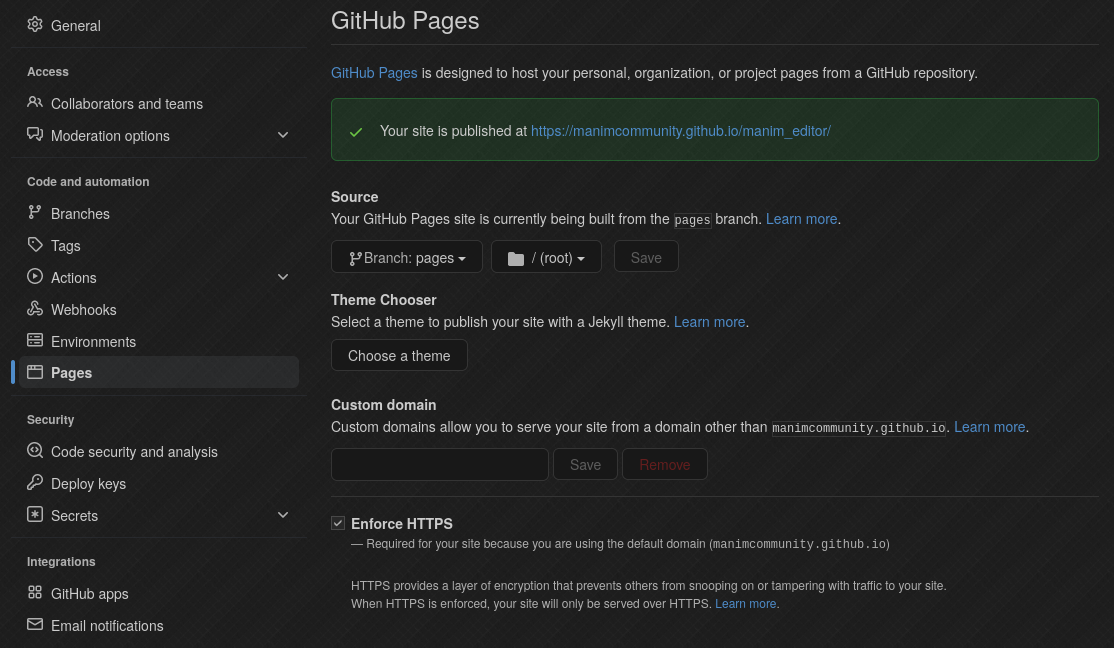 General
Access
Collaborators and teams
Moderation options
Code and automation
Branches
Tags
Actions
Webhooks
Environments
Pages
Security
Code security and analysis
Deploy keys
Secrets
Integrations
GitHub apps
Email notifications
GitHub Pages
GitHub Pages is designed to host your personal, organization, or project pages from a GitHub repository.
Your site is published at https://manimcommunity.github.io/manim_editor/
Source
Your GitHub Pages site is currently being built from the pages branch. Learn more.
Branch: pages / (root) Save
Theme Chooser
Select a theme to publish your site with a Jekyll theme. Learn more.
Choose a theme
Custom domain
Custom domains allow you to serve your site from a domain other than manimcommunity.github.io. Learn more.
Save Remove
Enforce HTTPS
— Required for your site because you are using the default domain (manimcommunity.github.io)
HTTPS provides a layer of encryption that prevents others from snooping on or tampering with traffic to your site.
When HTTPS is enforced, your site will only be served over HTTPS. Learn more.